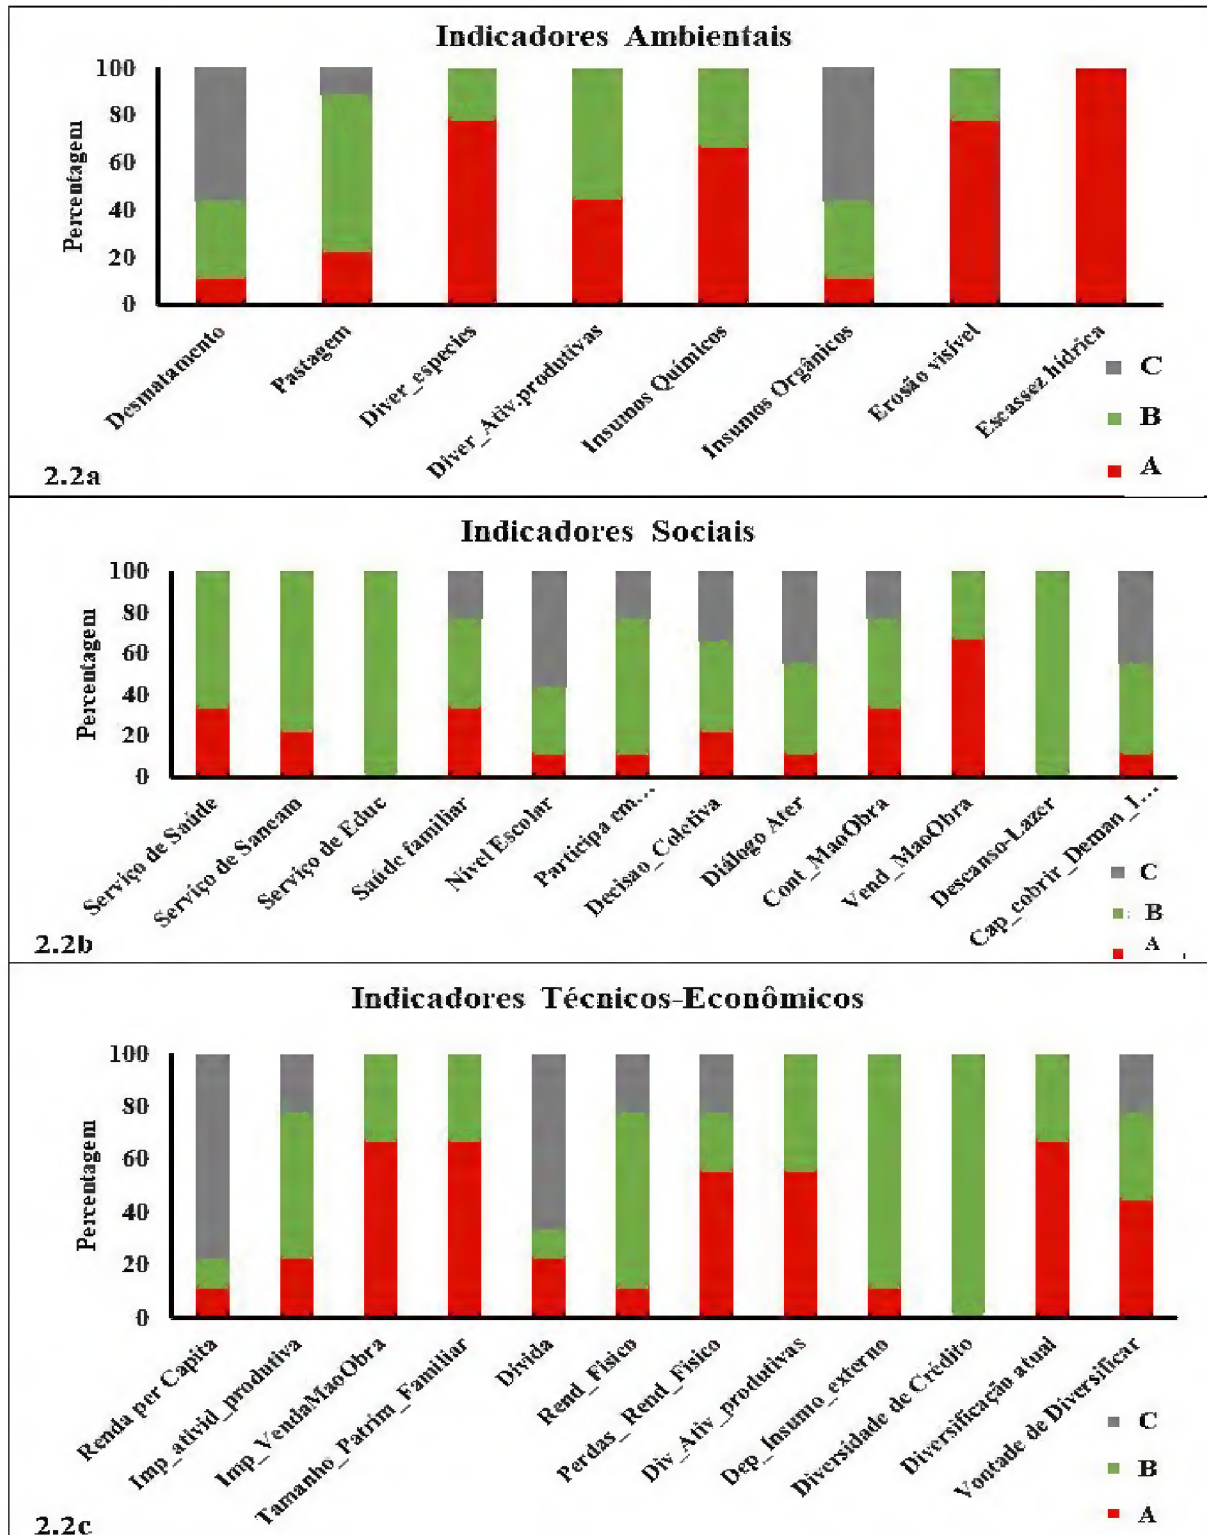 Indicadores Ambientais
Percentagem
100
80
60
40
20
0
Desmatamento
Pastagem
Diver_especies
Diver_Ativ.produtivas
Insumos Químicos
Insumos Orgânicos
Erosão visível
Escassez hídrica
C
B
A
2.2a
Indicadores Sociais
Percentagem
100
80
60
40
20
0
Serviço de Saúde
Serviço de Saneam
Serviço de Educ
Saúde familiar
Nível Escolar
Participa em...
Decisao_Coletiva
Diálogo Ater
Cont_MaoObra
Vend_MaoObra
Descanso-Lazer
Cap_cobrir_Deman_I...
C
B
A
2.2b
Indicadores Técnicos-Econômicos
Percentagem
100
80
60
40
20
0
Renda per Capita
Imp_ativid_produtiva
Imp_VendaMaoObra
Tamanho_Patrim_Familiar
Dívida
Rend_Físico
Perdas_Rend_Físico
Div_Ativ_produtivas
Dep_Insumo_externo
Diversidade de Crédito
Diversificação atual
Vontade de Diversificar
C
B
A
2.2c